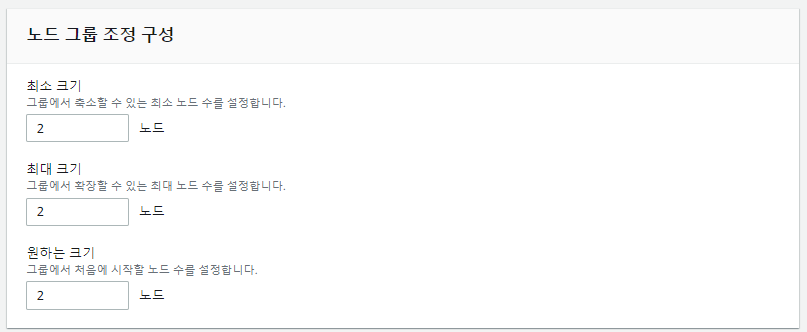 노드 그룹 조정 구성
최소 크기
그룹에서 축소할 수 있는 최소 노드 수를 설정합니다.
2 노드
최대 크기
그룹에서 확장할 수 있는 최대 노드 수를 설정합니다.
2 노드
원하는 크기
그룹에서 처음에 시작할 노드 수를 설정합니다.
2 노드